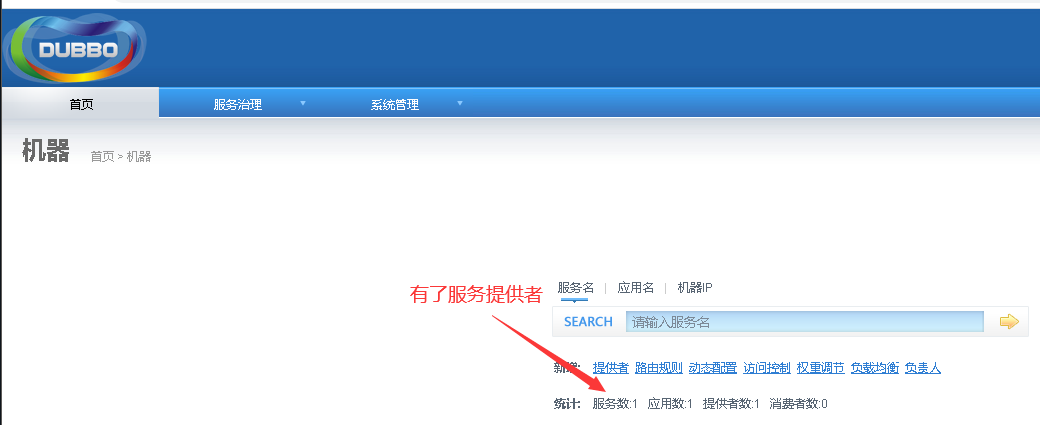 DUBBO
首页 服务治理 系统管理
机器 首页 > 机器
服务名 | 应用名 | 机器IP
有了服务提供者
SEARCH 请输入服务名
新增: 提供者 路由规则 动态配置 访问控制 权重调节 负载均衡 负责人
统计: 服务数:1 应用数:1 提供者数:1 消费者数:0